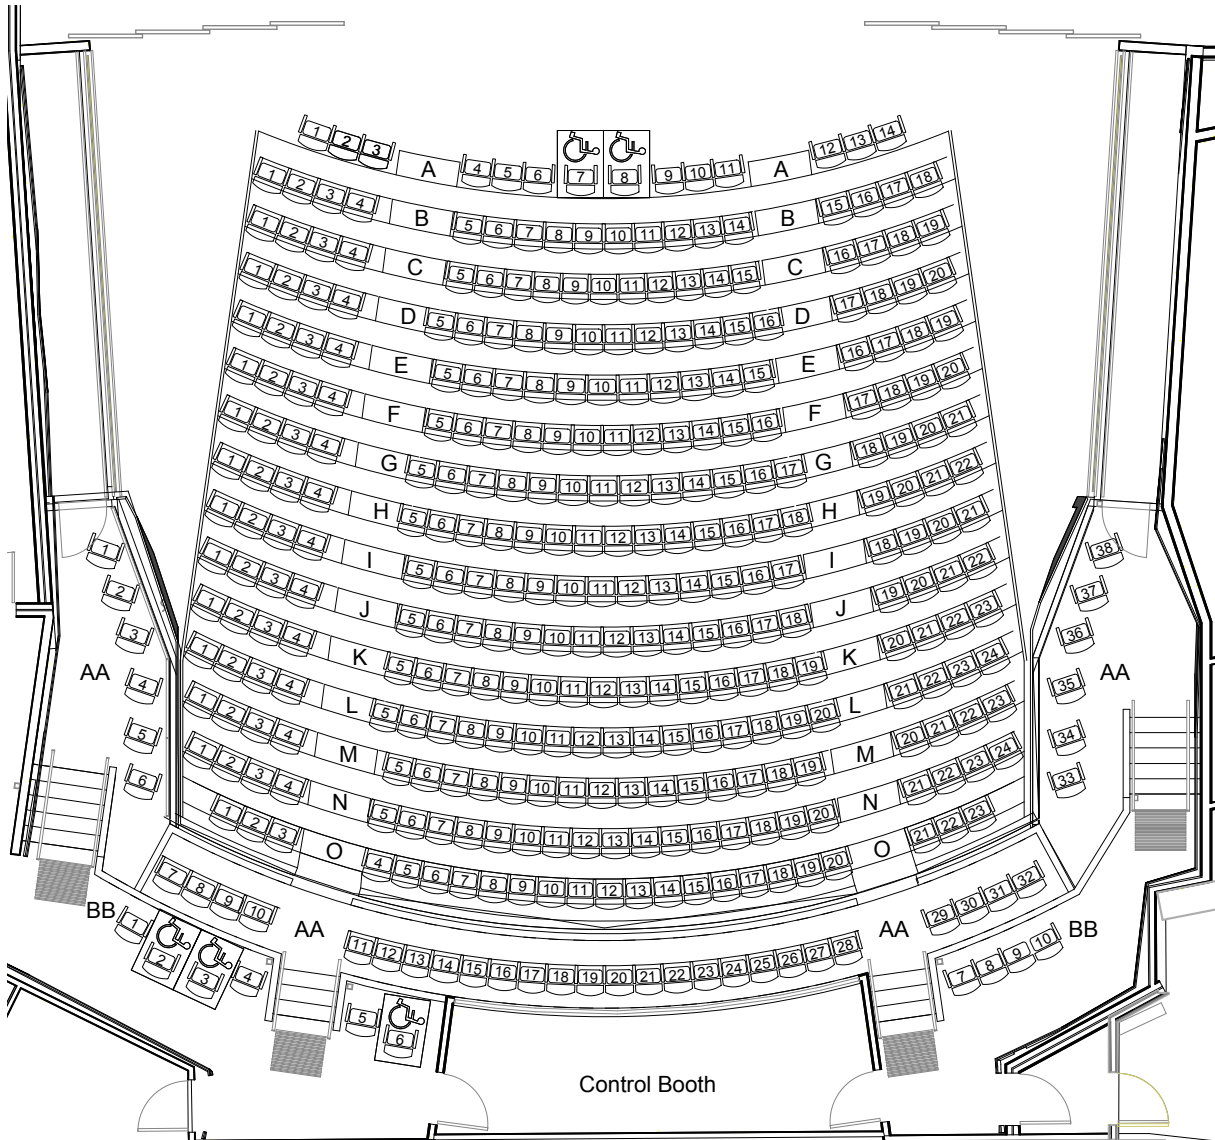 1 2 3 A 4 5 6 7 8 9 10 11 A 12 13 14
1 2 3 4 B 5 6 7 8 9 10 11 12 13 14 B 15 16 17 18
1 2 3 4 C 5 6 7 8 9 10 11 12 13 14 15 C 16 17 18 19
1 2 3 4 D 5 6 7 8 9 10 11 12 13 14 15 16 D 17 18 19 20
1 2 3 4 E 5 6 7 8 9 10 11 12 13 14 15 E 16 17 18 19
1 2 3 4 F 5 6 7 8 9 10 11 12 13 14 15 16 F 17 18 19 20
1 2 3 4 G 5 6 7 8 9 10 11 12 13 14 15 16 17 G 18 19 20 21
1 2 3 4 H 5 6 7 8 9 10 11 12 13 14 15 16 17 18 H 19 20 21 22
1 2 3 4 I 5 6 7 8 9 10 11 12 13 14 15 16 17 I 18 19 20 21
1 2 3 4 J 5 6 7 8 9 10 11 12 13 14 15 16 17 18 J 19 20 21 22
1 2 3 4 K 5 6 7 8 9 10 11 12 13 14 15 16 17 18 19 K 20 21 22 23
1 2 3 4 L 5 6 7 8 9 10 11 12 13 14 15 16 17 18 19 20 L 21 22 23 24
1 2 3 4 M 5 6 7 8 9 10 11 12 13 14 15 16 17 18 19 M 20 21 22 23
1 2 3 4 N 5 6 7 8 9 10 11 12 13 14 15 16 17 18 19 20 N 21 22 23 24
1 2 3 O 4 5 6 7 8 9 10 11 12 13 14 15 16 17 18 19 20 O 21 22 23
1
2
3
AA
4
5
6
7 8 9 10 AA 11 12 13 14 15 16 17 18 19 20 21 22 23 24 25 26 27 28 AA 29 30 31 32
38
37
36
AA
35
34
33
BB 1 2 3 4 5 6 7 8 9 10 BB
Control Booth